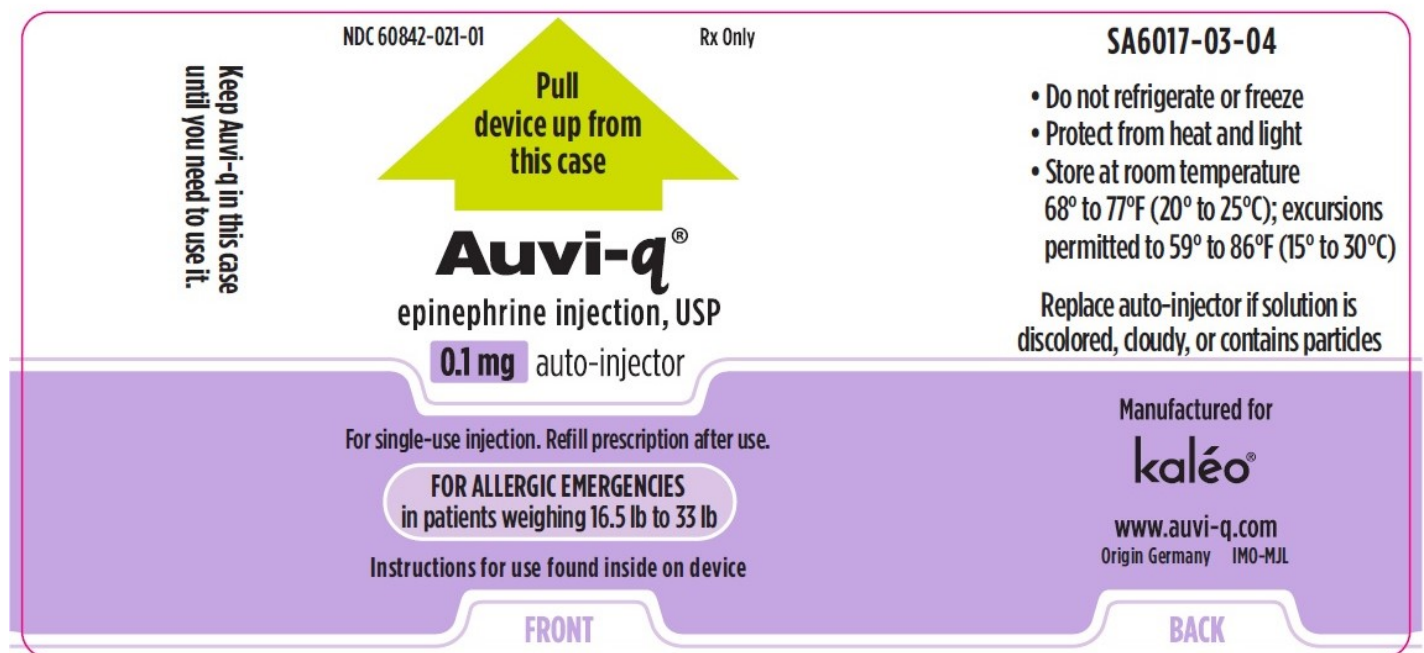 Keep Auvi-q in this case
until you need to use it.
NDC 60842-021-01
Rx Only
Pull
device up from
this case
Auvi-q®
epinephrine injection, USP
0.1 mg auto-injector
For single-use injection. Refill prescription after use.
FOR ALLERGIC EMERGENCIES
in patients weighing 16.5 lb to 33 lb
Instructions for use found inside on device
FRONT
SA6017-03-04
• Do not refrigerate or freeze
• Protect from heat and light
• Store at room temperature
68° to 77°F (20° to 25°C); excursions
permitted to 59° to 86°F (15° to 30°C)
Replace auto-injector if solution is
discolored, cloudy, or contains particles
Manufactured for
kaléo®
www.auvi-q.com
Origin Germany IMO-MJL
BACK